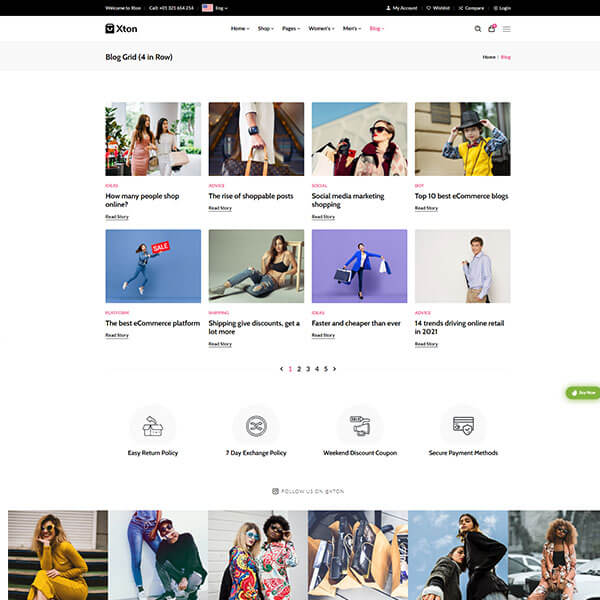 Welcome to Xton
Call: +01 323 654 214
Eng
My Account
Wishlist
Compare
Login
Xton
Home
Shop
Pages
Women's
Men's
Blog
Blog Grid (4 in Row)
Home
Blog
IDEAS
How many people shop
online?
Read Story
ADVICE
The rise of shoppable posts
Read Story
SOCIAL
Social media marketing
shopping
Read Story
Top 10 best eCommerce blogs
Read Story
SALE
PLATFORM
The best eCommerce platform
Read Story
SHIPPING
Shipping give discounts, get a
lot more
Read Story
IDEAS
Faster and cheaper than ever
Read Story
ADVICE
14 trends driving online retail
in 2021
Read Story
1 2 3 4 5
Buy Now
Easy Return Policy
7 Day Exchange Policy
Weekend Discount Coupon
Secure Payment Methods
FOLLOW US ON @XTON